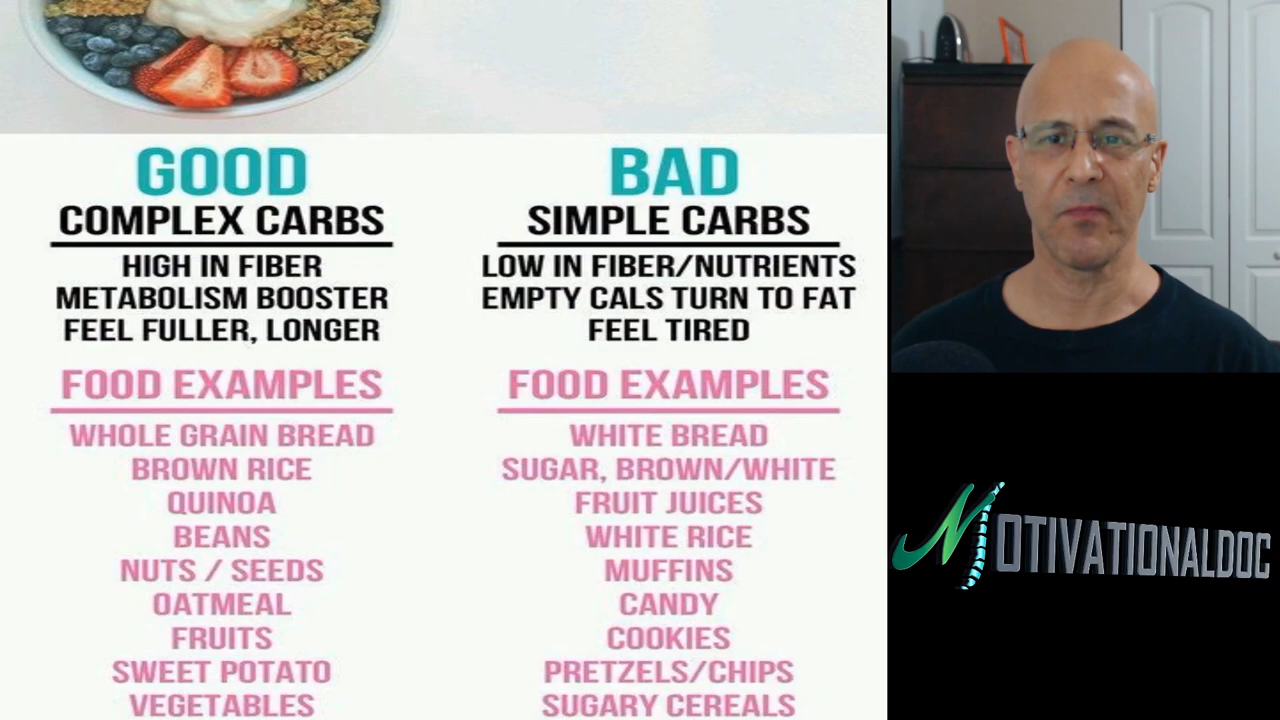 GOOD
COMPLEX CARBS
HIGH IN FIBER
METABOLISM BOOSTER
FEEL FULLER, LONGER
FOOD EXAMPLES
WHOLE GRAIN BREAD
BROWN RICE
QUINOA
BEANS
NUTS / SEEDS
OATMEAL
FRUITS
SWEET POTATO
VEGETABLES
BAD
SIMPLE CARBS
LOW IN FIBER/NUTRIENTS
EMPTY CALS TURN TO FAT
FEEL TIRED
FOOD EXAMPLES
WHITE BREAD
SUGAR, BROWN/WHITE
FRUIT JUICES
WHITE RICE
MUFFINS
CANDY
COOKIES
PRETZELS/CHIPS
SUGARY CEREALS
MOTIVATIONALDOC